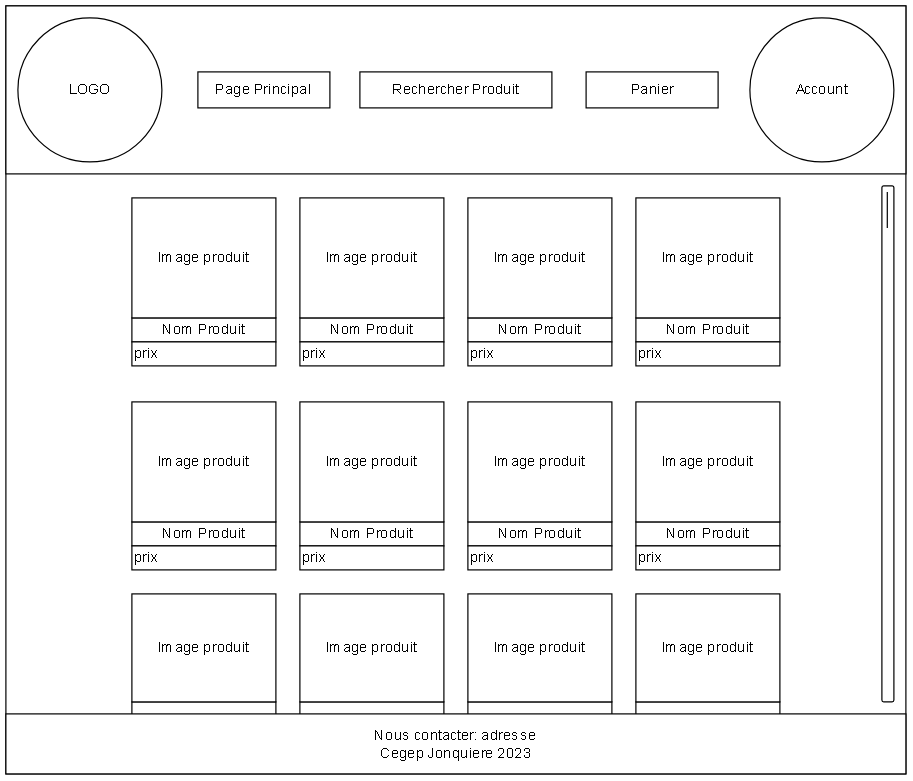 LOGO
Page Principal
Rechercher Produit
Panier
Account
Image produit
Image produit
Image produit
Image produit
Nom Produit
Nom Produit
Nom Produit
Nom Produit
prix
prix
prix
prix
Image produit
Image produit
Image produit
Image produit
Nom Produit
Nom Produit
Nom Produit
Nom Produit
prix
prix
prix
prix
Image produit
Image produit
Image produit
Image produit
Nous contacter: adresse
Cegep Jonquiere 2023